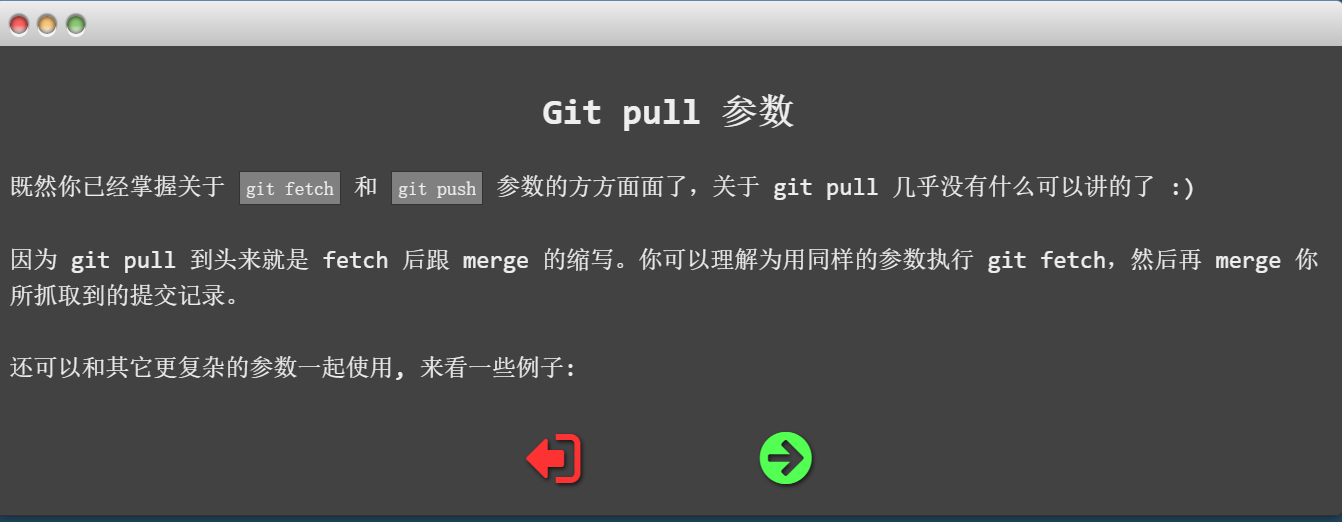 Git pull 参数
既然你已经掌握关于 git fetch 和 git push 参数的方方面面了，关于 git pull 几乎没有什么可以讲的了 :)
因为 git pull 到头来就是 fetch 后跟 merge 的缩写。你可以理解为用同样的参数执行 git fetch，然后再 merge 你
所抓取到的提交记录。
还可以和其它更复杂的参数一起使用, 来看一些例子: